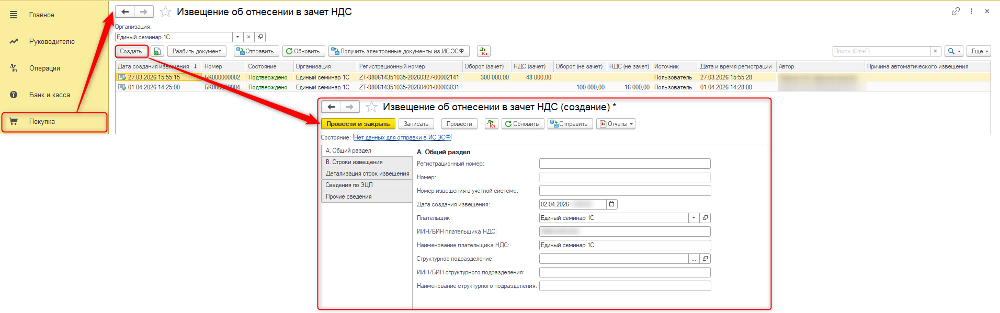 Главное
Руководителю
Операции
Банк и касса
Покупка
Извещение об отнесении в зачет НДС
Организация:
Единый семинар 1С
Создать Разбить документ Отправить Обновить Получить электронные документы из ИС ЭСФ Дт Кт Поиск (Ctrl+F) Еще
Дата создания извещения Номер Состояние Организация Регистрационный номер Оборот (зачет) НДС (зачет) Оборот (не зачет) НДС (не зачет) Источник Дата и время регистрации Автор Причина автоматического извещения
27.03.2026 15:55:15 БК000000002 Подтверждено Единый семинар 1С ZT-980614351035-20260327-00002141 300 000,00 48 000,00 Пользователь 27.03.2026 15:55:28
01.04.2026 14:25:00 БК000000004 Подтверждено Единый семинар 1С ZT-980614351035-20260401-00003031 100 000,00 16 000,00 Пользователь 01.04.2026 14:28:00
Извещение об отнесении в зачет НДС (создание) *
Провести и закрыть Записать Провести Дт Кт Обновить Отправить Отчеты
Состояние: Нет данных для отправки в ИС ЭСФ
А. Общий раздел
В. Строки извещения
Детализация строк извещения
Сведения по ЭЦП
Прочие сведения
А. Общий раздел
Регистрационный номер:
Номер:
Номер извещения в учетной системе:
Дата создания извещения: 02.04.2026
Плательщик: Единый семинар 1С
ИИН/БИН плательщика НДС:
Наименование плательщика НДС: Единый семинар 1С
Структурное подразделение: ...
ИИН/БИН структурного подразделения:
Наименование структурного подразделения: